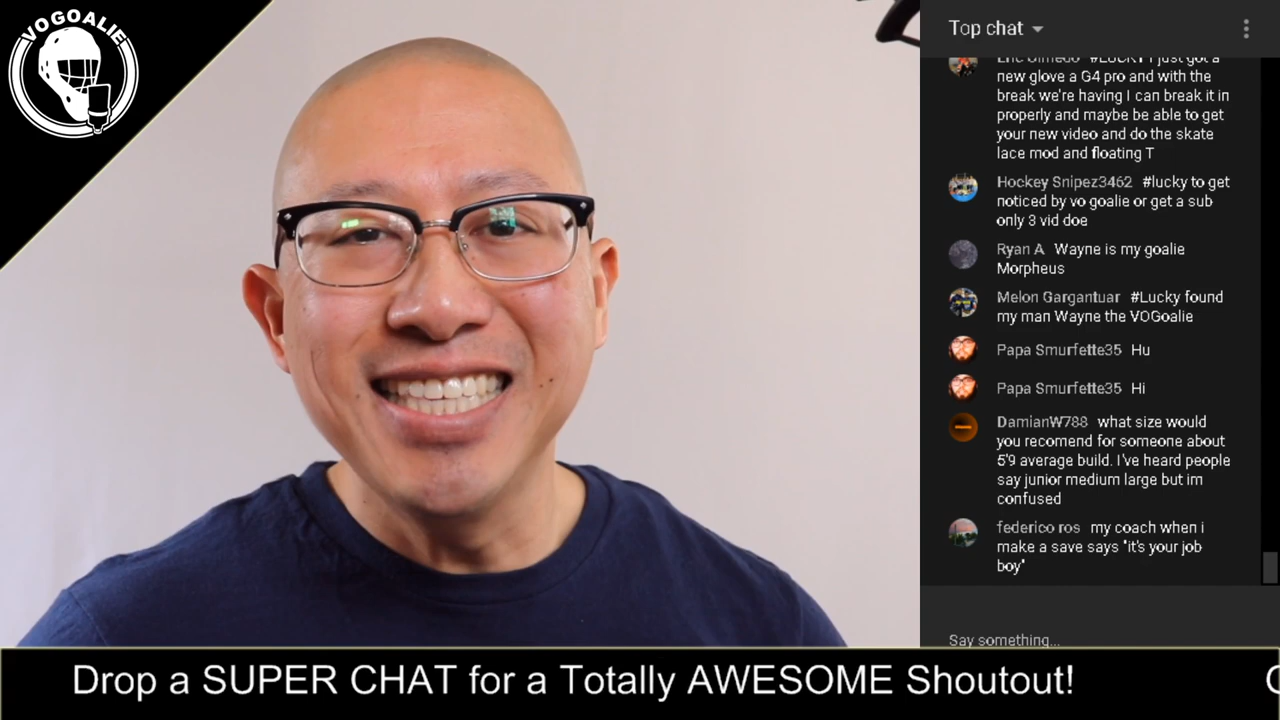 VOGOALIE
Top chat
Eric Olmedo #LUCKY I just got a
new glove a G4 pro and with the
break we're having I can break it in
properly and maybe be able to get
your new video and do the skate
lace mod and floating T
Hockey Snipez3462 #lucky to get
noticed by vo goalie or get a sub
only 3 vid doe
Ryan A Wayne is my goalie
Morpheus
Melon Gargantuar #Lucky found
my man Wayne the VOGoalie
Papa Smurfette35 Hu
Papa Smurfette35 Hi
DamianW788 what size would
you recomend for someone about
5'9 average build. I've heard people
say junior medium large but im
confused
federico ros my coach when i
make a save says "it's your job
boy"
Say something...
Drop a SUPER CHAT for a Totally AWESOME Shoutout!